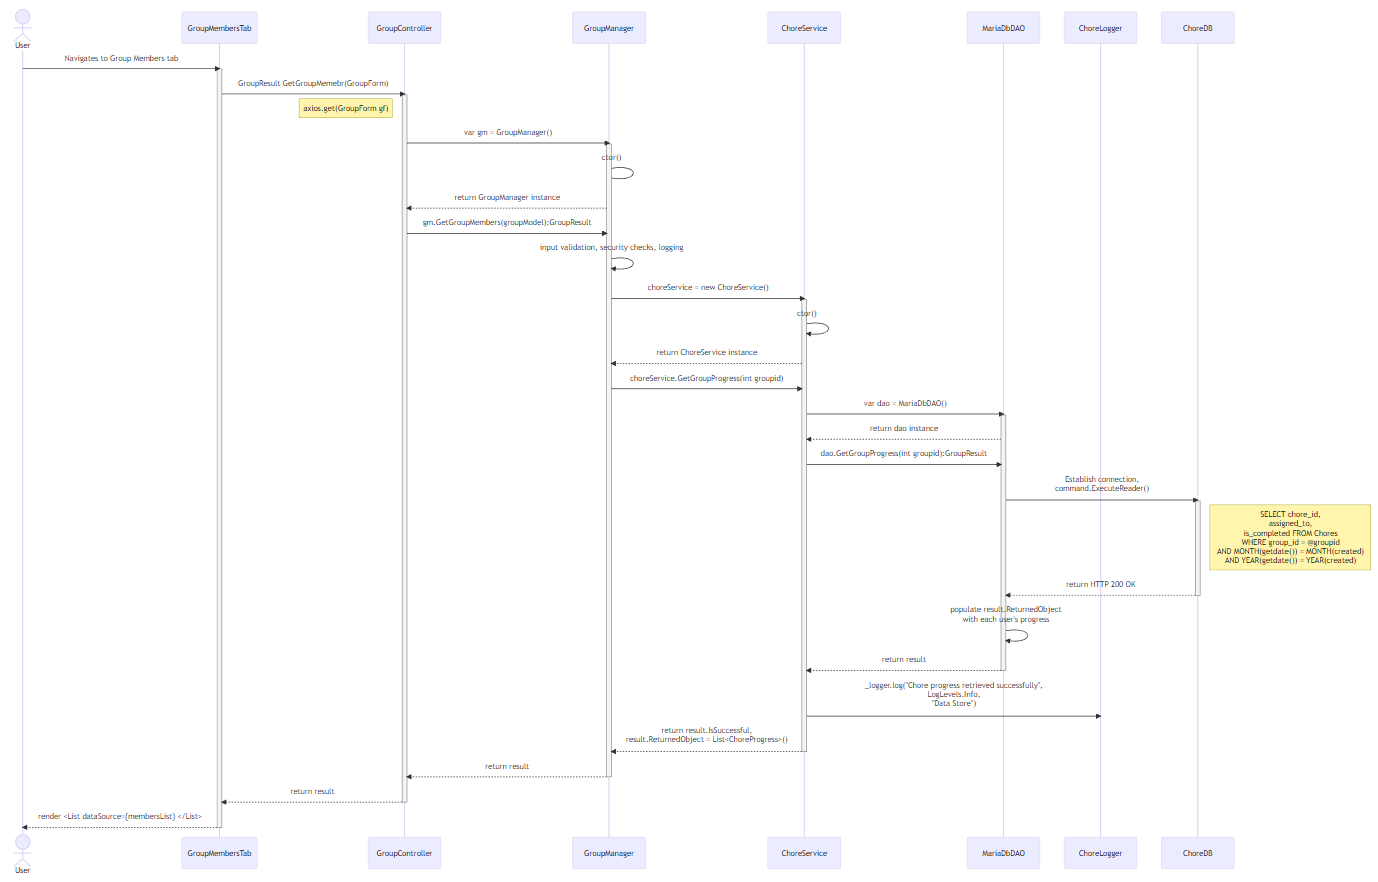 User
GroupMembersTab
GroupController
GroupManager
ChoreService
MariaDbDAO
ChoreLogger
ChoreDB
Navigates to Group Members tab
GroupResult GetGroupMemebr(GroupForm)
axios.get(GroupForm gf)
var gm = GroupManager()
ctor()
return GroupManager instance
gm.GetGroupMembers(groupModel):GroupResult
input validation, security checks, logging
choreService = new ChoreService()
ctor()
return ChoreService instance
choreService.GetGroupProgress(int groupid)
var dao = MariaDbDAO()
return dao instance
dao.GetGroupProgress(int groupid):GroupResult
Establish connection,
command.ExecuteReader()
SELECT chore_id,
assigned_to,
is_completed FROM Chores
WHERE group_id = @groupid
AND MONTH(getdate()) = MONTH(created)
AND YEAR(getdate()) = YEAR(created)
return HTTP 200 OK
populate result.ReturnedObject
with each user's progress
return result
_logger.log("Chore progress retrieved successfully",
LogLevels.Info,
"Data Store")
return result.IsSuccessful,
result.ReturnedObject = List<ChoreProgress>()
return result
return result
render <List dataSource={membersList} </List>
User
GroupMembersTab
GroupController
GroupManager
ChoreService
MariaDbDAO
ChoreLogger
ChoreDB